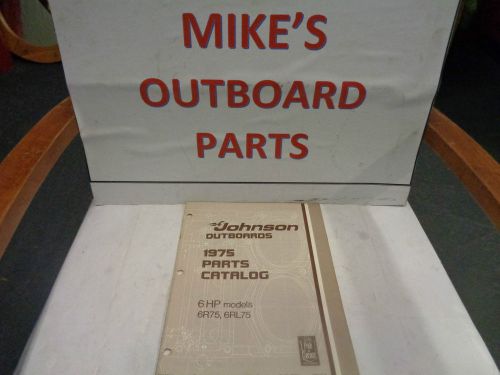 MIKE'S
OUTBOARD
PARTS
Johnson
OUTBOARDS
1975
PARTS
CATALOG
6 HP models
6R75, 6RL75